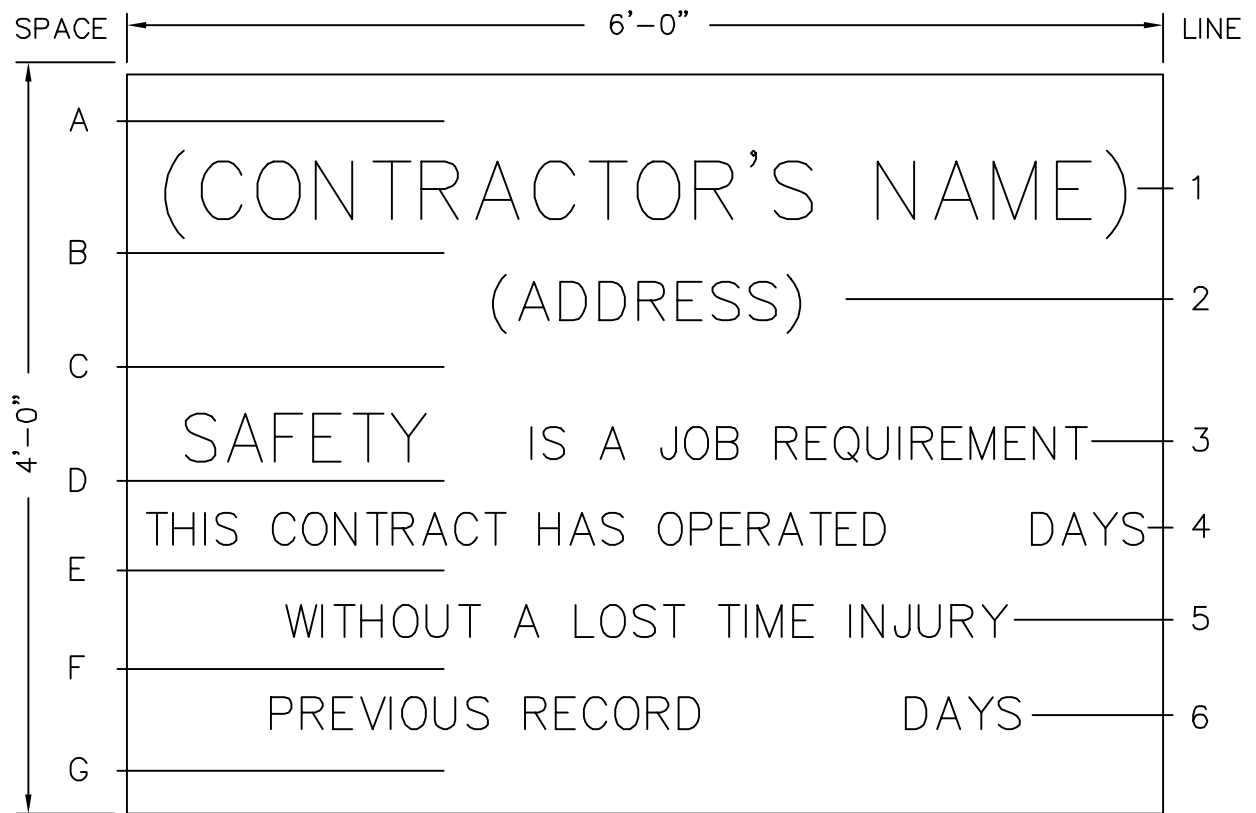 SPACE 6'-0" LINE
A
(CONTRACTOR'S NAME) 1
B
(ADDRESS) 2
C
4'-0"
SAFETY IS A JOB REQUIREMENT 3
D
THIS CONTRACT HAS OPERATED DAYS 4
E
WITHOUT A LOST TIME INJURY 5
F
PREVIOUS RECORD DAYS 6
G